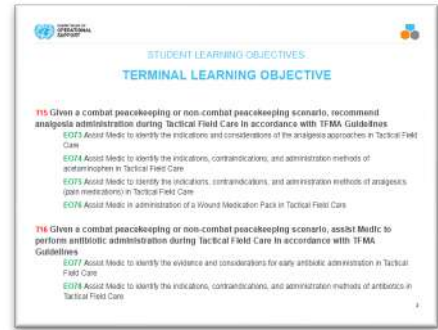 DEPARTMENT OF
OPERATIONAL
SUPPORT
STUDENT LEARNING OBJECTIVES
TERMINAL LEARNING OBJECTIVE
T15 Given a combat peacekeeping or non-combat peacekeeping scenario, recommend
analgesia administration during Tactical Field Care in accordance with TFMA Guidelines
EO73 Assist Medic to identify the indications and considerations of the analgesia approaches in Tactical Field
Care
EO74 Assist Medic to identify the indications, contraindications, and administration methods of
acetaminophen in Tactical Field Care
EO75 Assist Medic to identify the indications, contraindications, and administration methods of analgesics
(pain medications) in Tactical Field Care
EO76 Assist Medic in administration of a Wound Medication Pack in Tactical Field Care
T16 Given a combat peacekeeping or non-combat peacekeeping scenario, assist Medic to
perform antibiotic administration during Tactical Field Care in accordance with TFMA
Guidelines
EO77 Assist Medic to identify the evidence and considerations for early antibiotic administration in Tactical
Field Care
EO78 Assist Medic to identify the indications, contraindications, and administration methods of antibiotics in
Tactical Field Care